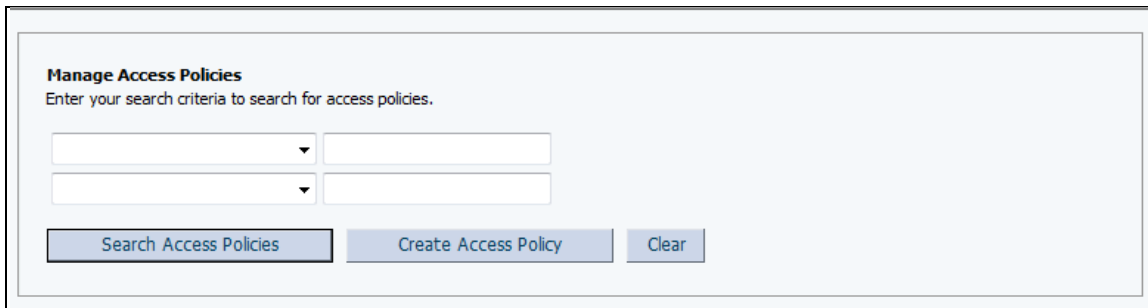 Manage Access Policies
Enter your search criteria to search for access policies.
Search Access Policies Create Access Policy Clear